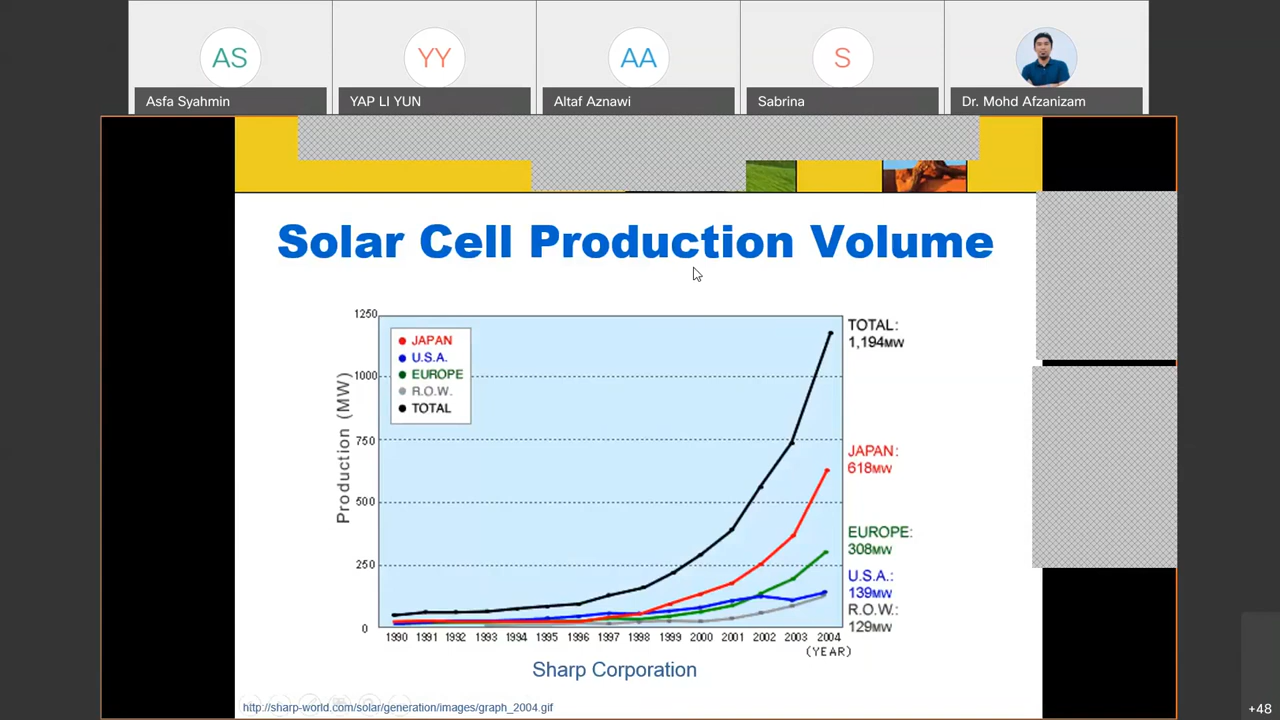 AS
YY
AA
S
Asfa Syahmin
YAP LI YUN
Altaf Aznawi
Sabrina
Dr. Mohd Afzanizam
Solar Cell Production Volume
Production (MW)
1250
1000
750
500
250
0
JAPAN
U.S.A.
EUROPE
R.O.W.
TOTAL
TOTAL:
1,194MW
JAPAN:
618MW
EUROPE:
308MW
U.S.A.:
139MW
R.O.W.:
129MW
1990 1991 1992 1993 1994 1995 1996 1997 1998 1999 2000 2001 2002 2003 2004
(YEAR)
Sharp Corporation
http://sharp-world.com/solar/generation/images/graph_2004.gif
+48